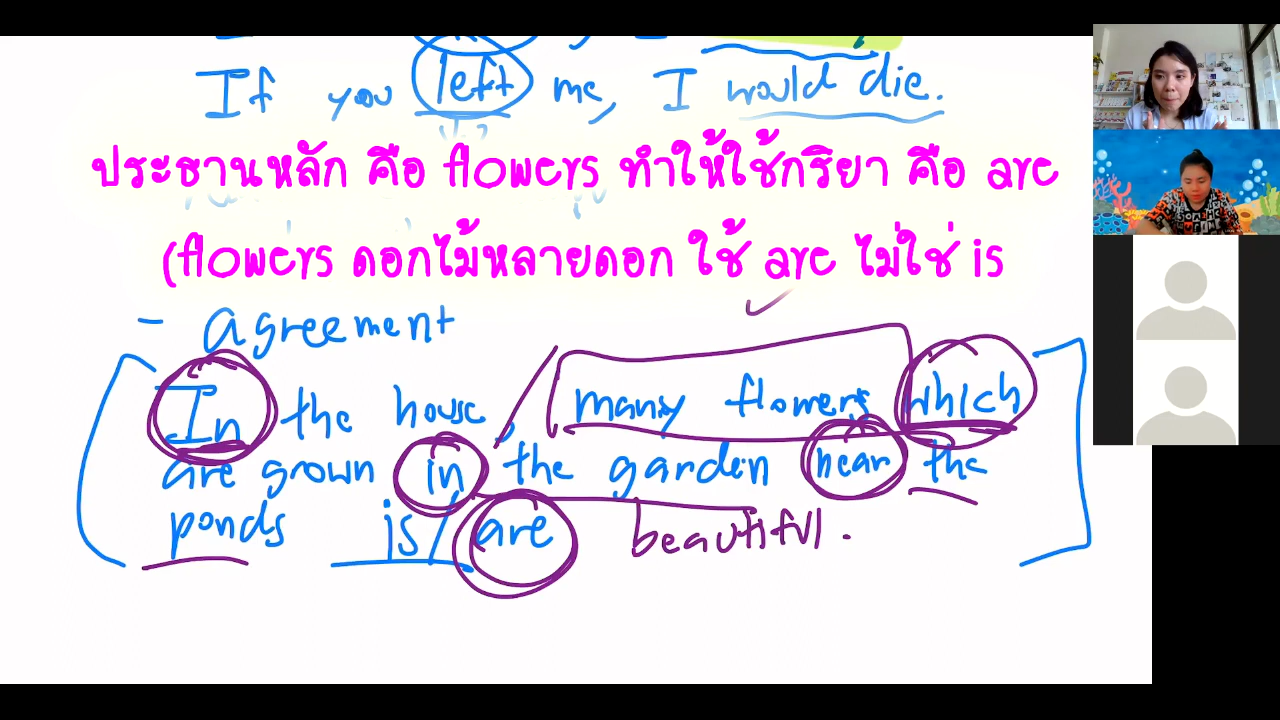 If you left me, I would die.
ประธานหลัก คือ flowers ทำให้ใช้กริยา คือ are
(flowers ดอกไม้หลายดอก ใช้ are ไม่ใช่ is
- agreement
In the house, many flowers which
are grown in the garden near the
ponds is/are beautiful.